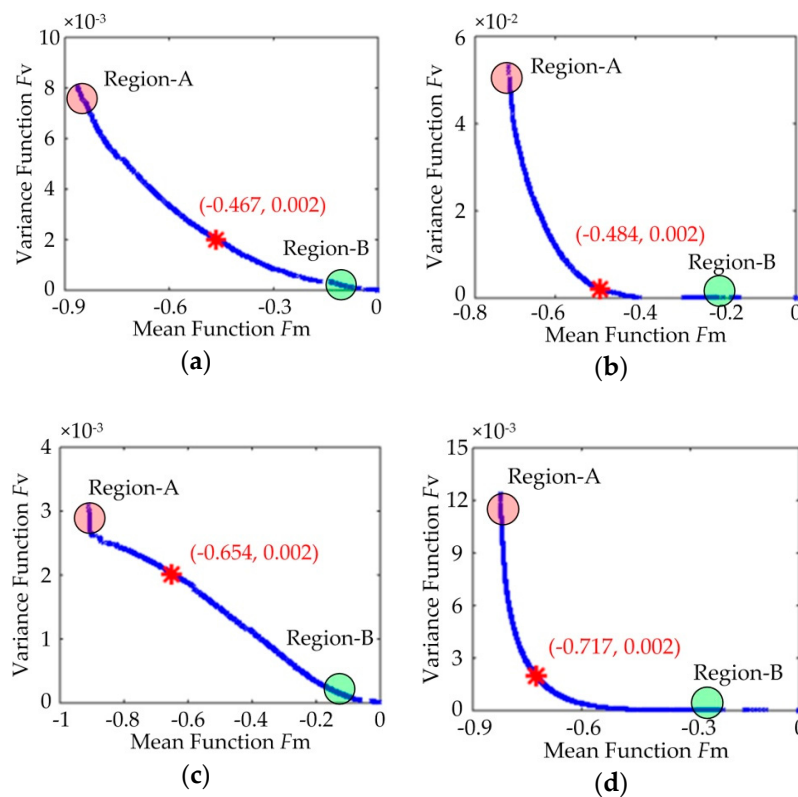 ×10⁻³
10
8
6
4
2
0
Variance Function Fv
Region-A
(-0.467, 0.002)
Region-B
-0.9 -0.6 -0.3 0
Mean Function Fm
(a)
×10⁻²
6
4
2
0
Variance Function Fv
Region-A
(-0.484, 0.002)
Region-B
-0.8 -0.6 -0.4 -0.2 0
Mean Function Fm
(b)
×10⁻³
4
3
2
1
0
Variance Function Fv
Region-A
(-0.654, 0.002)
Region-B
-1 -0.8 -0.6 -0.4 -0.2 0
Mean Function Fm
(c)
×10⁻³
15
12
9
6
3
0
Variance Function Fv
Region-A
(-0.717, 0.002)
Region-B
-0.9 -0.6 -0.3 0
Mean Function Fm
(d)